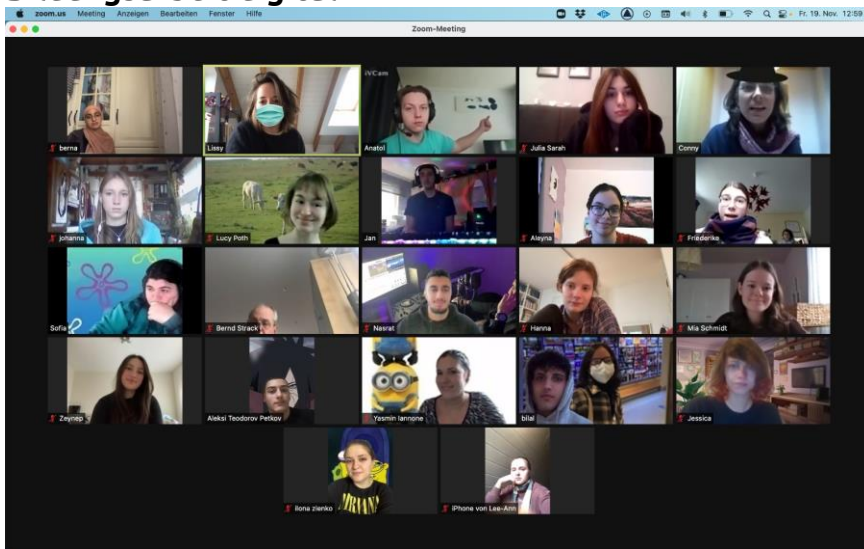 zoom.us Meeting Anzeigen Bearbeiten Fenster Hilfe Fr. 19. Nov. 12:59
Zoom-Meeting
iVCam
berna Lissy Anatol Julia Sarah Conny
johanna Lucy Poth Jan Aleyna Friederike
Sofia Bernd Strack Nasrat Hanna Mia Schmidt
Zeynep Aleksi Teodorov Petkov Yasmin Iannone bilal Jessica
NIRVANA
Ilona zienko iPhone von Lee-Ann